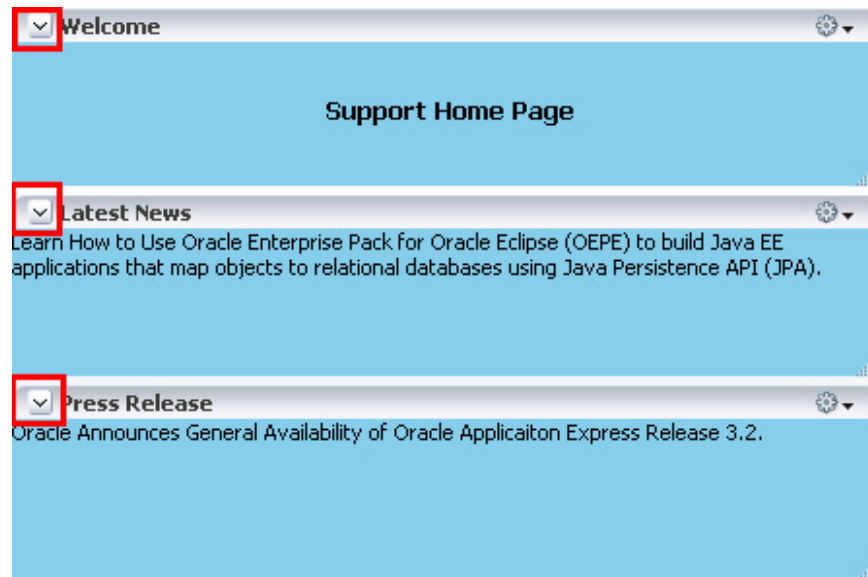 Welcome
Support Home Page
Latest News
Learn How to Use Oracle Enterprise Pack for Oracle Eclipse (OEPE) to build Java EE
applications that map objects to relational databases using Java Persistence API (JPA).
Press Release
Oracle Announces General Availability of Oracle Applicaiton Express Release 3.2.